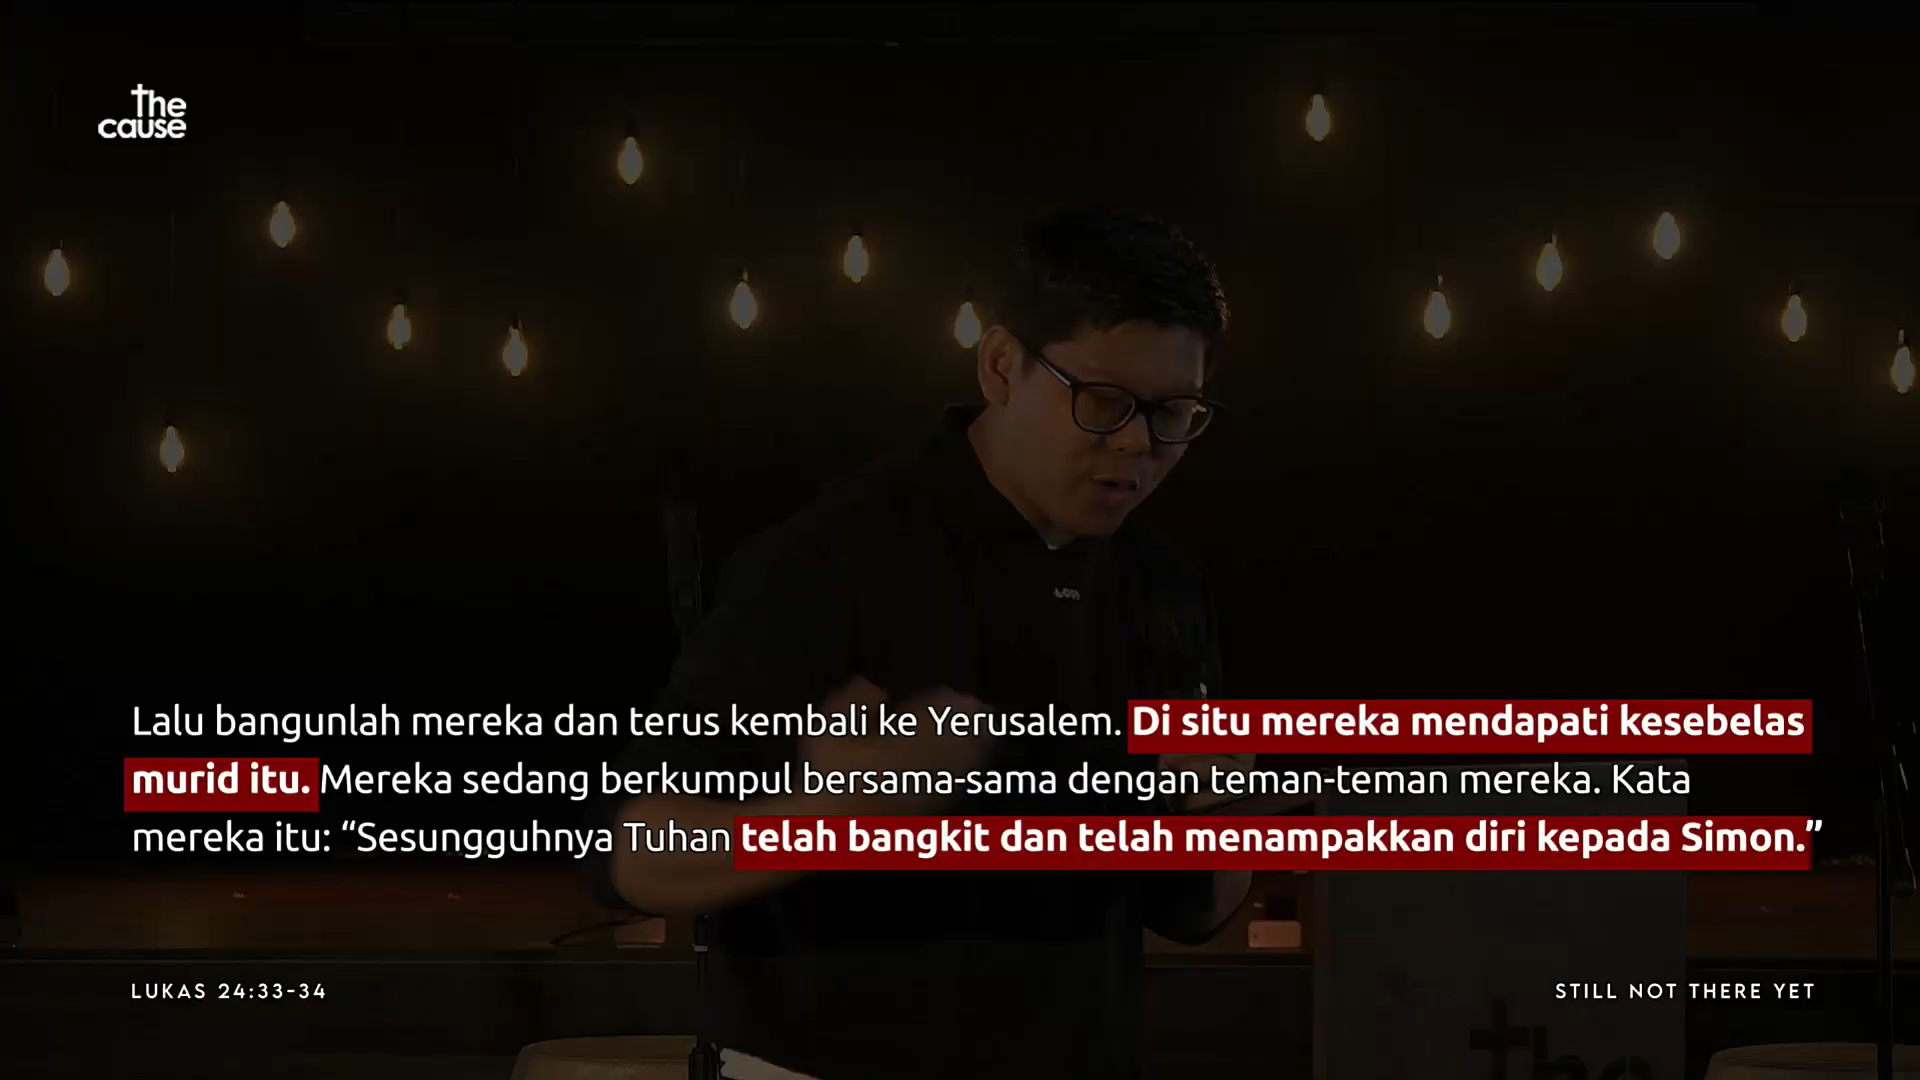 the
cause
Lalu bangunlah mereka dan terus kembali ke Yerusalem. Di situ mereka mendapati kesebelas
murid itu. Mereka sedang berkumpul bersama-sama dengan teman-teman mereka. Kata
mereka itu: “Sesungguhnya Tuhan telah bangkit dan telah menampakkan diri kepada Simon.”
LUKAS 24:33-34
STILL NOT THERE YET
the